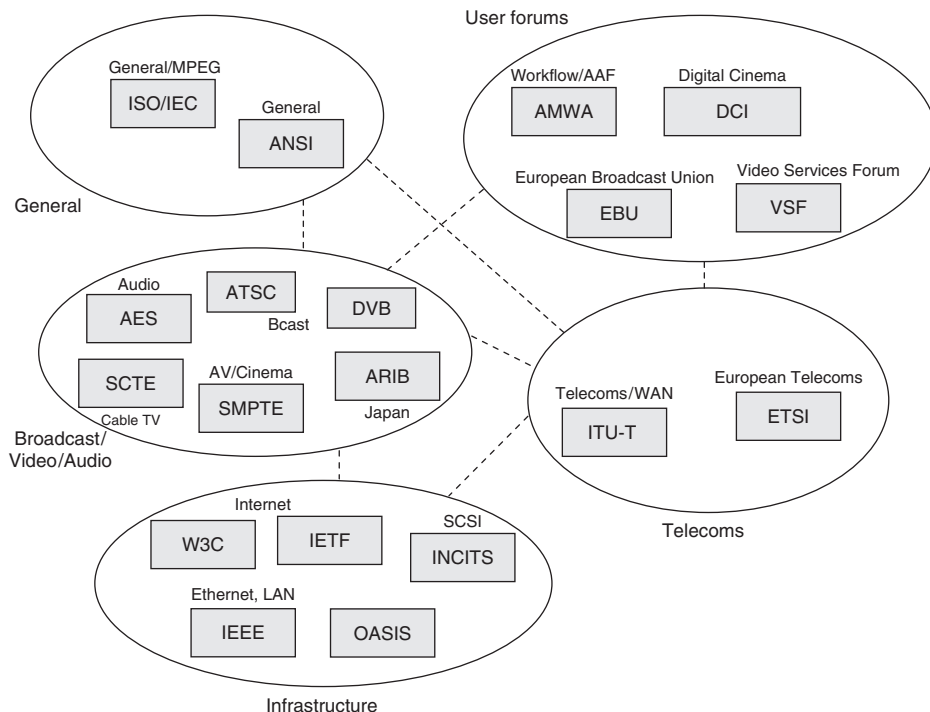 User forums
General/MPEG
ISO/IEC
General
ANSI
General
Workflow/AAF
AMWA
Digital Cinema
DCI
European Broadcast Union
EBU
Video Services Forum
VSF
Audio
AES
ATSC
Bcast
DVB
SCTE
Cable TV
AV/Cinema
SMPTE
ARIB
Japan
Broadcast/
Video/Audio
Telecoms/WAN
ITU-T
European Telecoms
ETSI
Telecoms
Internet
W3C
IETF
SCSI
INCITS
Ethernet, LAN
IEEE
OASIS
Infrastructure